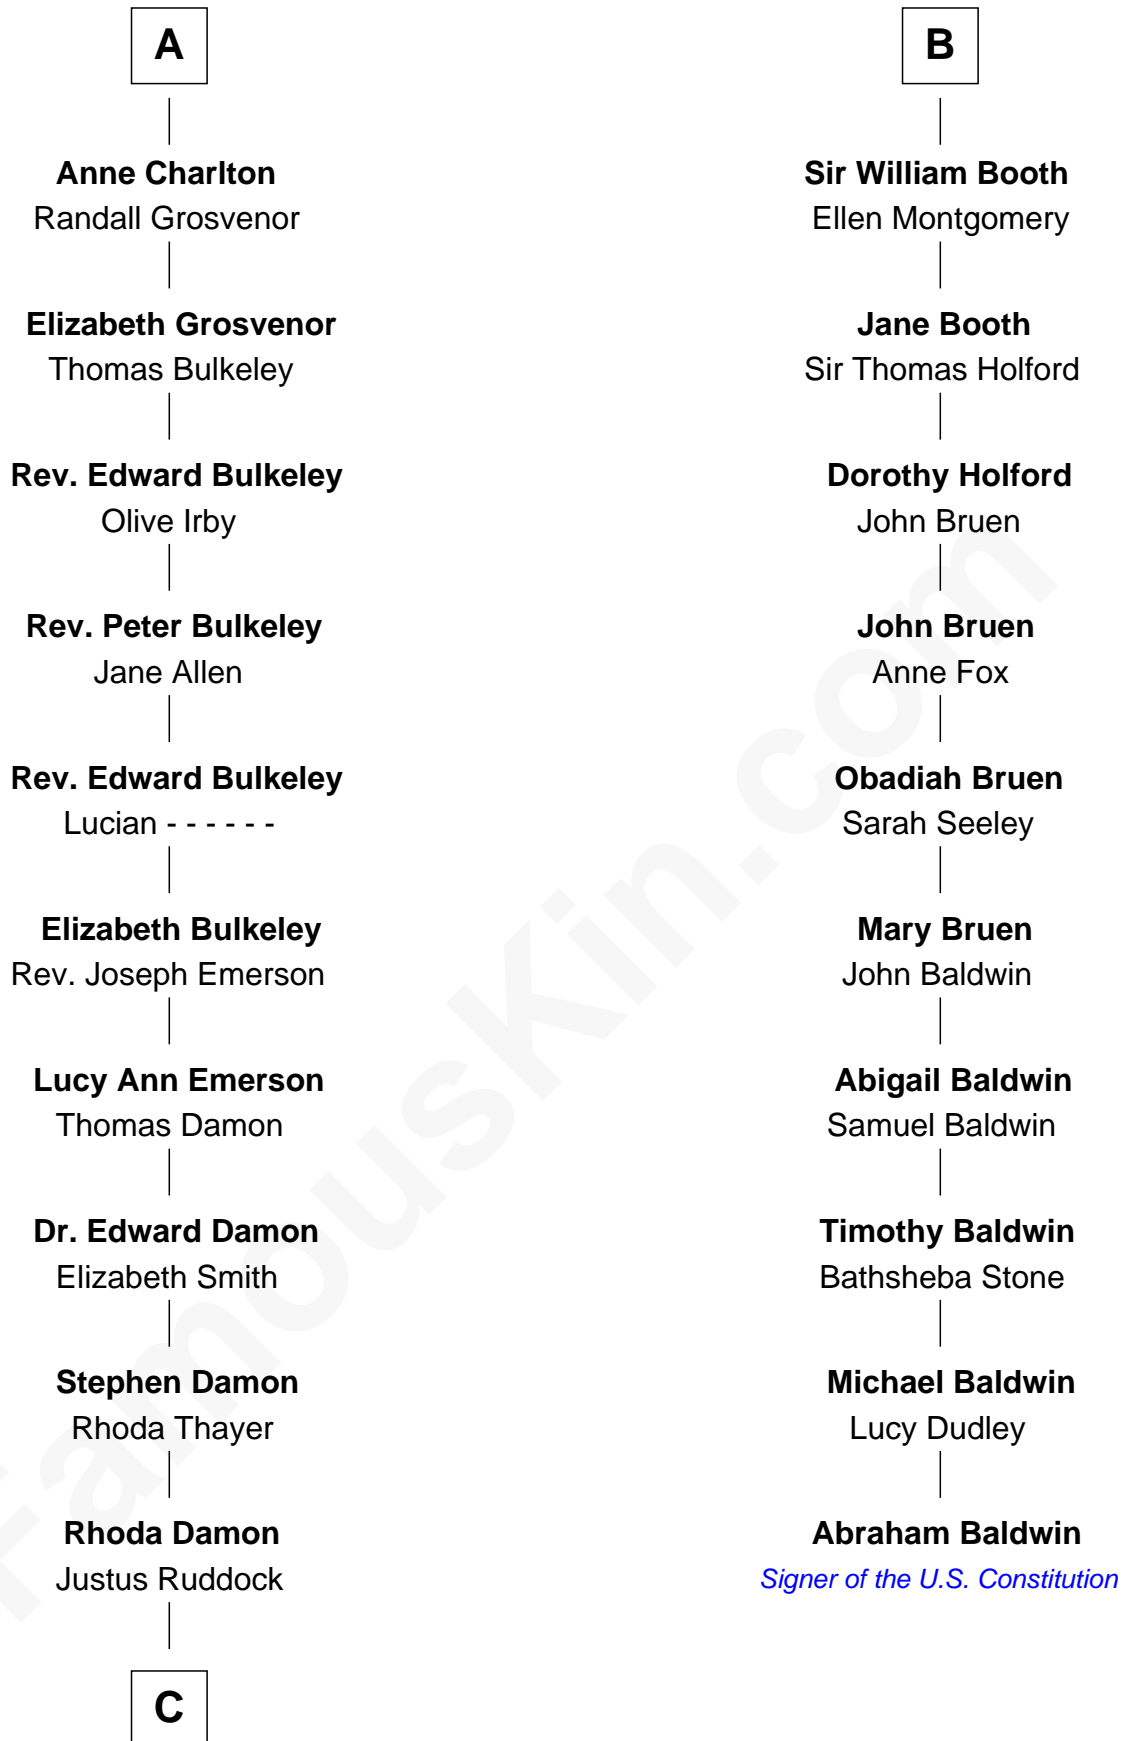 A
Anne Charlton
Randall Grosvenor
Elizabeth Grosvenor
Thomas Bulkeley
Rev. Edward Bulkeley
Olive Irby
Rev. Peter Bulkeley
Jane Allen
Rev. Edward Bulkeley
Lucian - - - - - -
Elizabeth Bulkeley
Rev. Joseph Emerson
Lucy Ann Emerson
Thomas Damon
Dr. Edward Damon
Elizabeth Smith
Stephen Damon
Rhoda Thayer
Rhoda Damon
Justus Ruddock
C
B
Sir William Booth
Ellen Montgomery
Jane Booth
Sir Thomas Holford
Dorothy Holford
John Bruen
John Bruen
Anne Fox
Obadiah Bruen
Sarah Seeley
Mary Bruen
John Baldwin
Abigail Baldwin
Samuel Baldwin
Timothy Baldwin
Bathsheba Stone
Michael Baldwin
Lucy Dudley
Abraham Baldwin
Signer of the U.S. Constitution
FamousKin.com